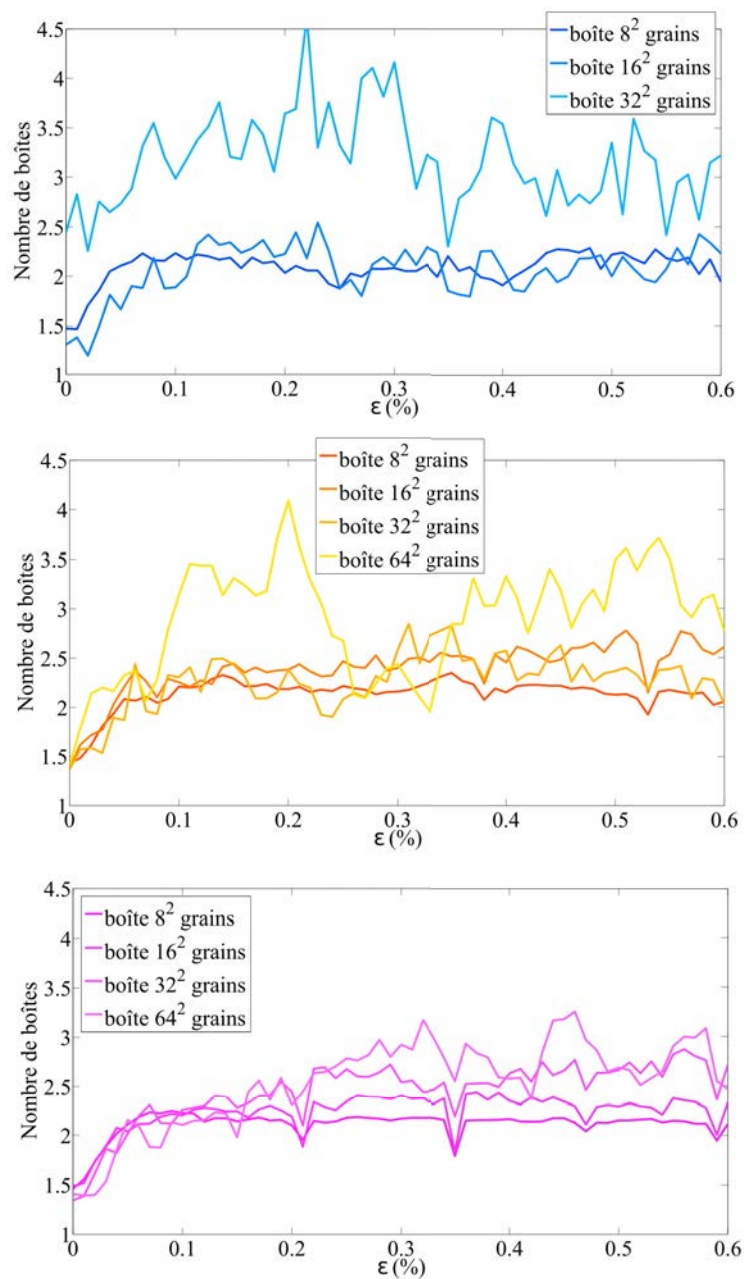 4.5
4
3.5
3
2.5
2
1.5
1
Nombre de boîtes
boîte 8² grains
boîte 16² grains
boîte 32² grains
0 0.1 0.2 0.3 0.4 0.5 0.6
ε(%)
4.5
4
3.5
3
2.5
2
1.5
1
Nombre de boîtes
boîte 8² grains
boîte 16² grains
boîte 32² grains
boîte 64² grains
0 0.1 0.2 0.3 0.4 0.5 0.6
ε(%)
4.5
4
3.5
3
2.5
2
1.5
1
Nombre de boîtes
boîte 8² grains
boîte 16² grains
boîte 32² grains
boîte 64² grains
0 0.1 0.2 0.3 0.4 0.5 0.6
ε(%)